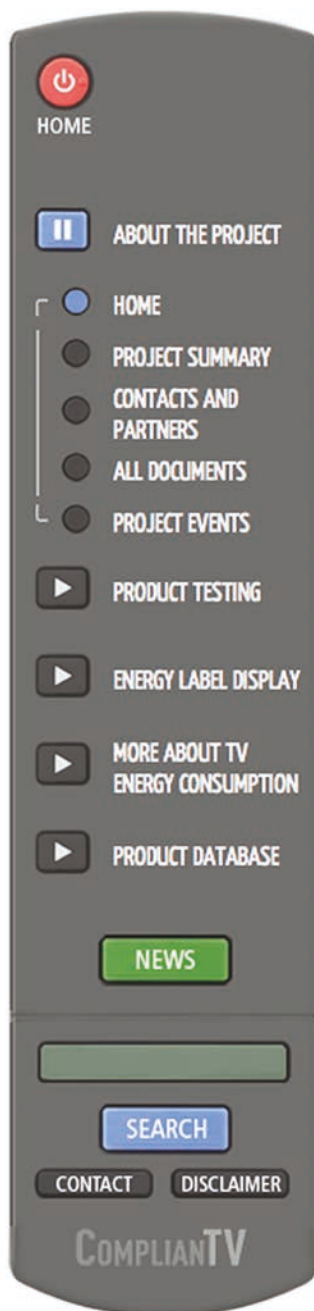 HOME
ABOUT THE PROJECT
HOME
PROJECT SUMMARY
CONTACTS AND
PARTNERS
ALL DOCUMENTS
PROJECT EVENTS
PRODUCT TESTING
ENERGY LABEL DISPLAY
MORE ABOUT TV
ENERGY CONSUMPTION
PRODUCT DATABASE
NEWS
SEARCH
CONTACT DISCLAIMER
COMPLIANTV